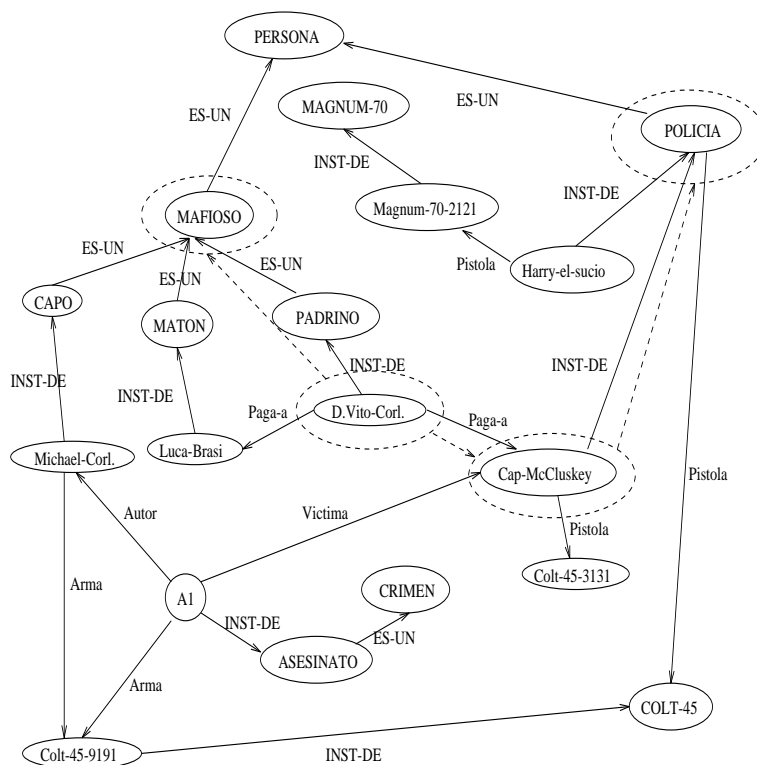 PERSONA
ES-UN
ES-UN
MAGNUM-70
POLICIA
INST-DE
INST-DE
MAFIOSO
Magnum-70-2121
ES-UN
ES-UN
ES-UN
Pistola
Harry-el-sucio
CAPO
MATON
PADRINO
INST-DE
INST-DE
INST-DE
INST-DE
Paga-a
D.Vito-Corl.
Paga-a
Michael-Corl.
Luca-Brasi
Cap-McCluskey
Autor
Victima
Pistola
Pistola
Arma
A1
CRIMEN
Colt-45-3131
INST-DE
ES-UN
ASESINATO
Arma
COLT-45
Colt-45-9191
INST-DE